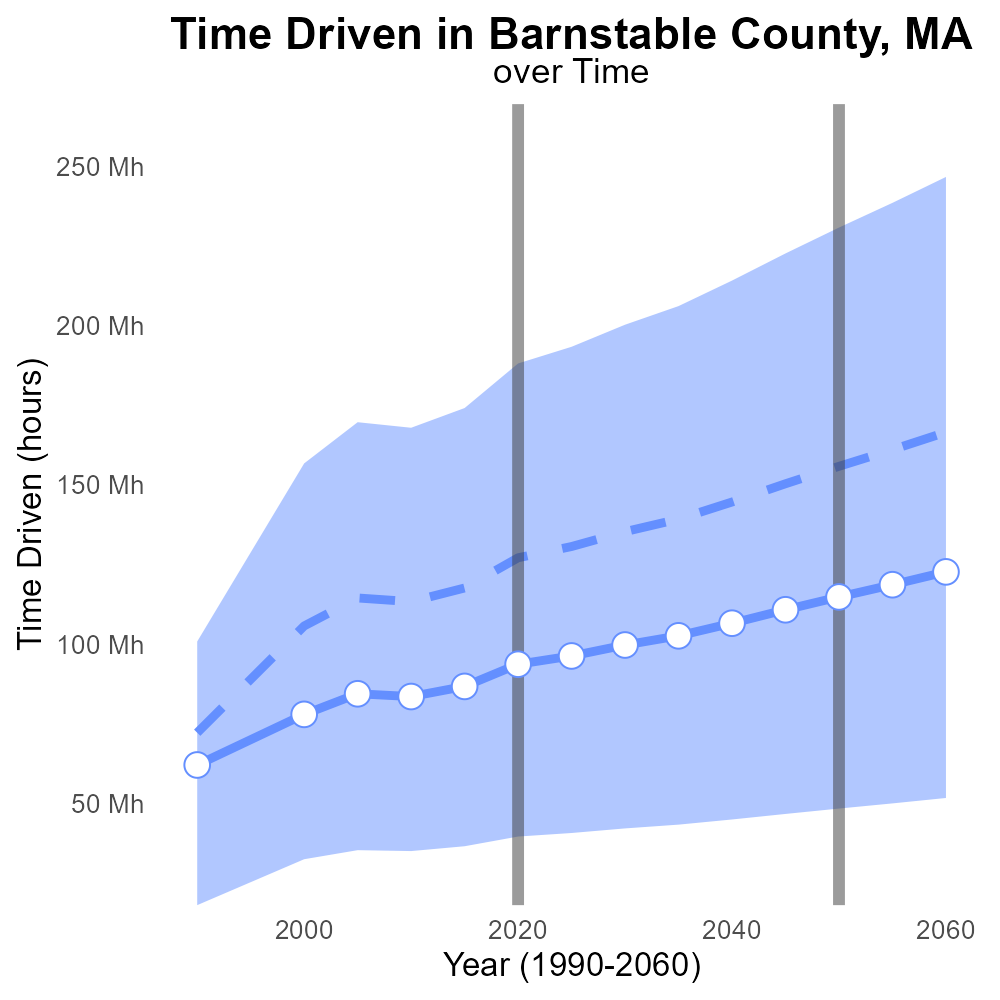 Time Driven in Barnstable County, MA
over Time
250 Mh
200 Mh
150 Mh
100 Mh
50 Mh
Time Driven (hours)
2000
2020
2040
2060
Year (1990-2060)